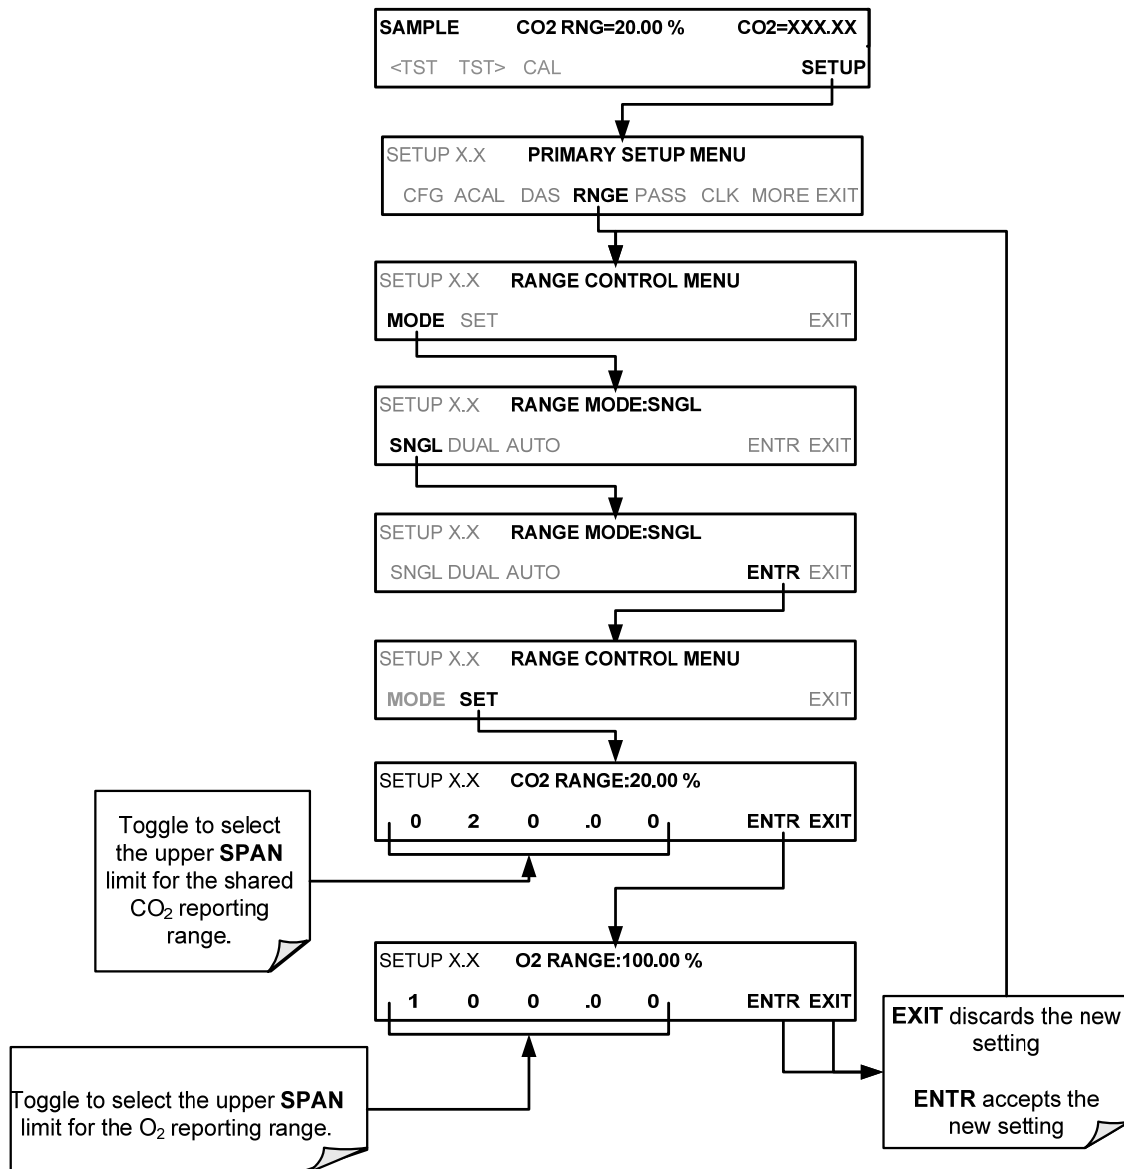 SAMPLE CO2 RNG=20.00 % CO2=XXX.XX
<TST TST> CAL SETUP
SETUP X.X PRIMARY SETUP MENU
CFG ACAL DAS RNGE PASS CLK MORE EXIT
SETUP X.X RANGE CONTROL MENU
MODE SET EXIT
SETUP X.X RANGE MODE:SNGL
SNGL DUAL AUTO ENTR EXIT
SETUP X.X RANGE MODE:SNGL
SNGL DUAL AUTO ENTR EXIT
SETUP X.X RANGE CONTROL MENU
MODE SET EXIT
SETUP X.X CO2 RANGE:20.00 %
0 2 0 .0 0 ENTR EXIT
Toggle to select
the upper SPAN
limit for the shared
CO₂ reporting
range.
SETUP X.X O2 RANGE:100.00 %
1 0 0 .0 0 ENTR EXIT
Toggle to select the upper SPAN
limit for the O₂ reporting range.
EXIT discards the new
setting
ENTR accepts the
new setting